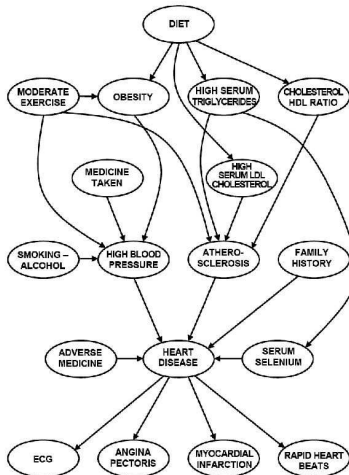 DIET
MODERATE
EXERCISE
OBESITY
HIGH SERUM
TRIGLYCERIDES
CHOLESTEROL
HDL RATIO
MEDICINE
TAKEN
HIGH
SERUM LDL
CHOLESTEROL
SMOKING –
ALCOHOL
HIGH BLOOD
PRESSURE
ATHERO-
SCLEROSIS
FAMILY
HISTORY
ADVERSE
MEDICINE
HEART
DISEASE
SERUM
SELENIUM
ECG
ANGINA
PECTORIS
MYOCARDIAL
INFARCTION
RAPID HEART
BEATS